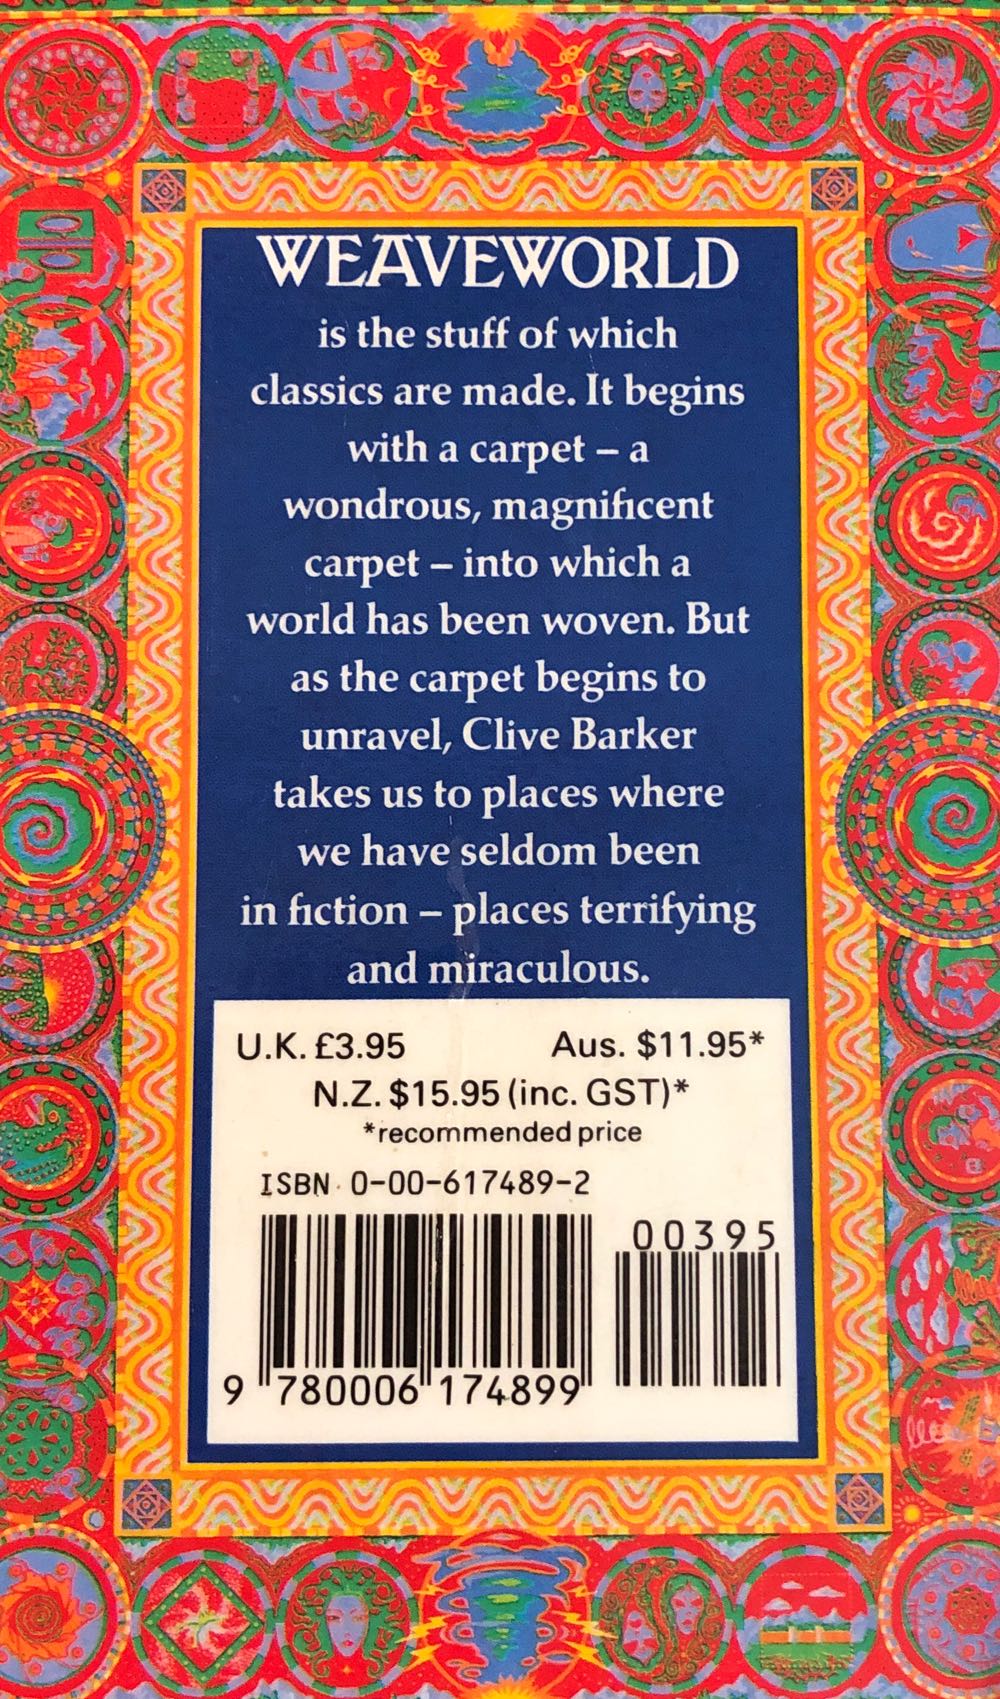 WEAVEWORLD
is the stuff of which
classics are made. It begins
with a carpet – a
wondrous, magnificent
carpet – into which a
world has been woven. But
as the carpet begins to
unravel, Clive Barker
takes us to places where
we have seldom been
in fiction – places terrifying
and miraculous.
U.K. £3.95 Aus. $11.95*
N.Z. $15.95 (inc. GST)*
*recommended price
ISBN 0-00-617489-2
00395
9 780006 174899